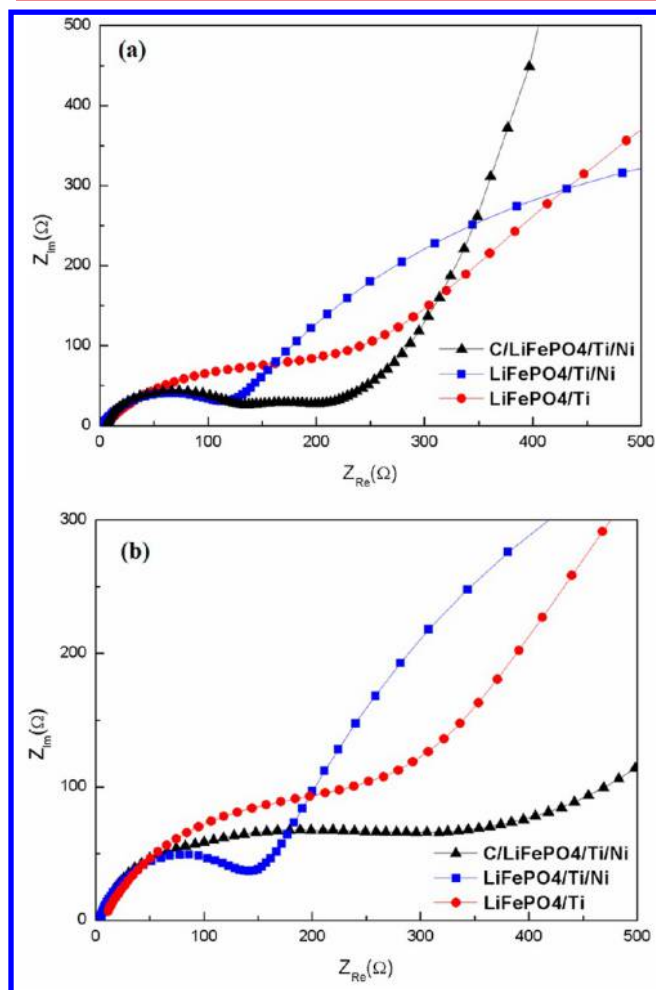 (a)
500
400
300
200
100
0
0 100 200 300 400 500
Z_Im(Ω)
Z_Re(Ω)
C/LiFePO4/Ti/Ni
LiFePO4/Ti/Ni
LiFePO4/Ti
(b)
300
200
100
0
0 100 200 300 400 500
Z_Im(Ω)
Z_Re(Ω)
C/LiFePO4/Ti/Ni
LiFePO4/Ti/Ni
LiFePO4/Ti